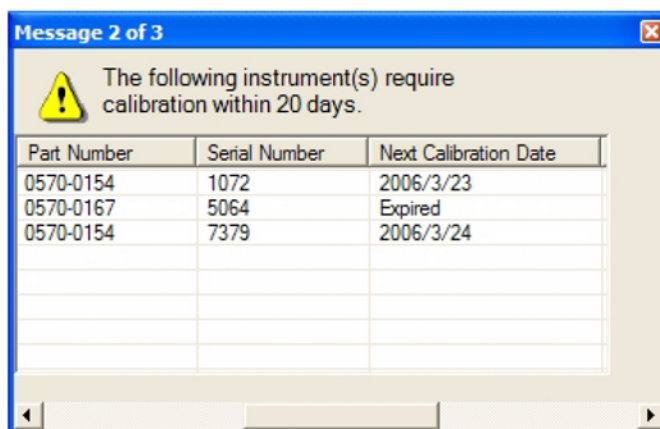 Message 2 of 3
The following instrument(s) require
calibration within 20 days.
Part Number Serial Number Next Calibration Date
0570-0154 1072 2006/3/23
0570-0167 5064 Expired
0570-0154 7379 2006/3/24